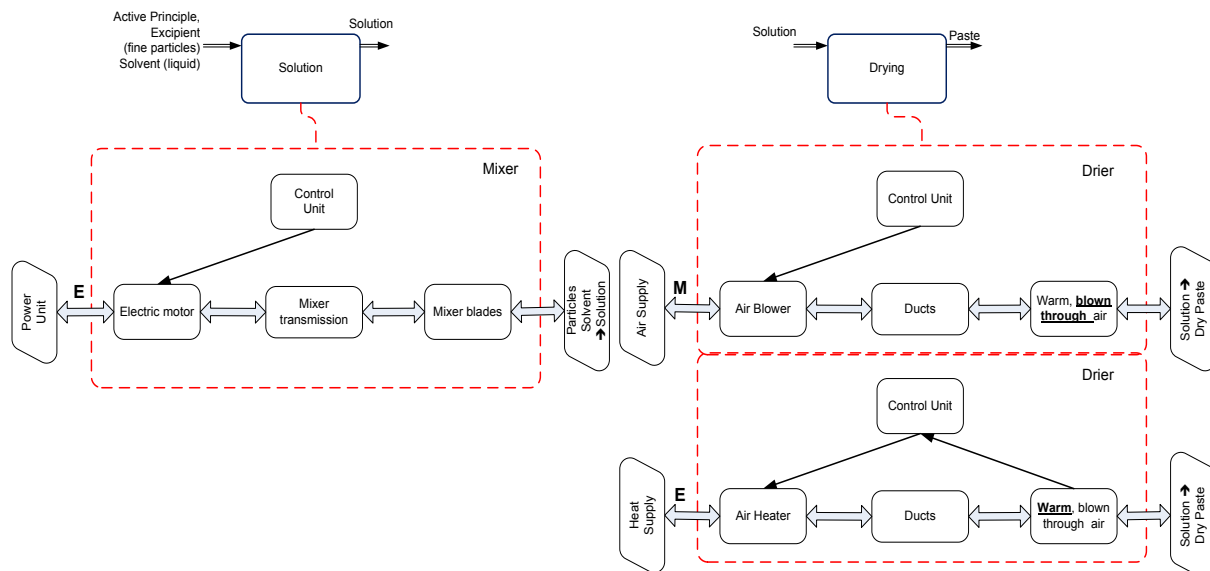 Active Principle,
Excipient
(fine particles)
Solvent (liquid)
Solution
Solution
Mixer
Control
Unit
Power
Unit
E
Electric motor
Mixer
transmission
Mixer blades
Particles
Solvent
➔Solution
Solution
Paste
Drying
Drier
Control Unit
Air Supply
M
Air Blower
Ducts
Warm, blown
through air
Solution ➔
Dry Paste
Drier
Control Unit
Heat
Supply
E
Air Heater
Ducts
Warm, blown
through air
Solution ➔
Dry Paste